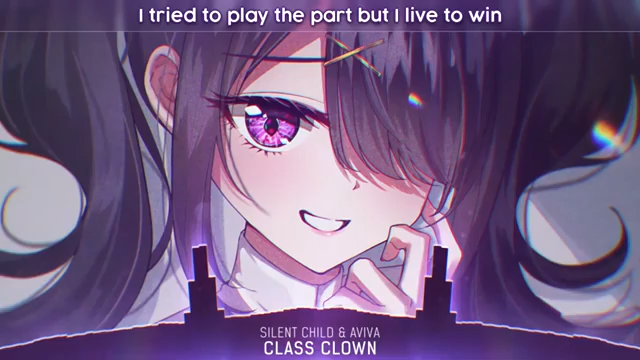 I tried to play the part but I live to win
SILENT CHILD & AVIVA
CLASS CLOWN